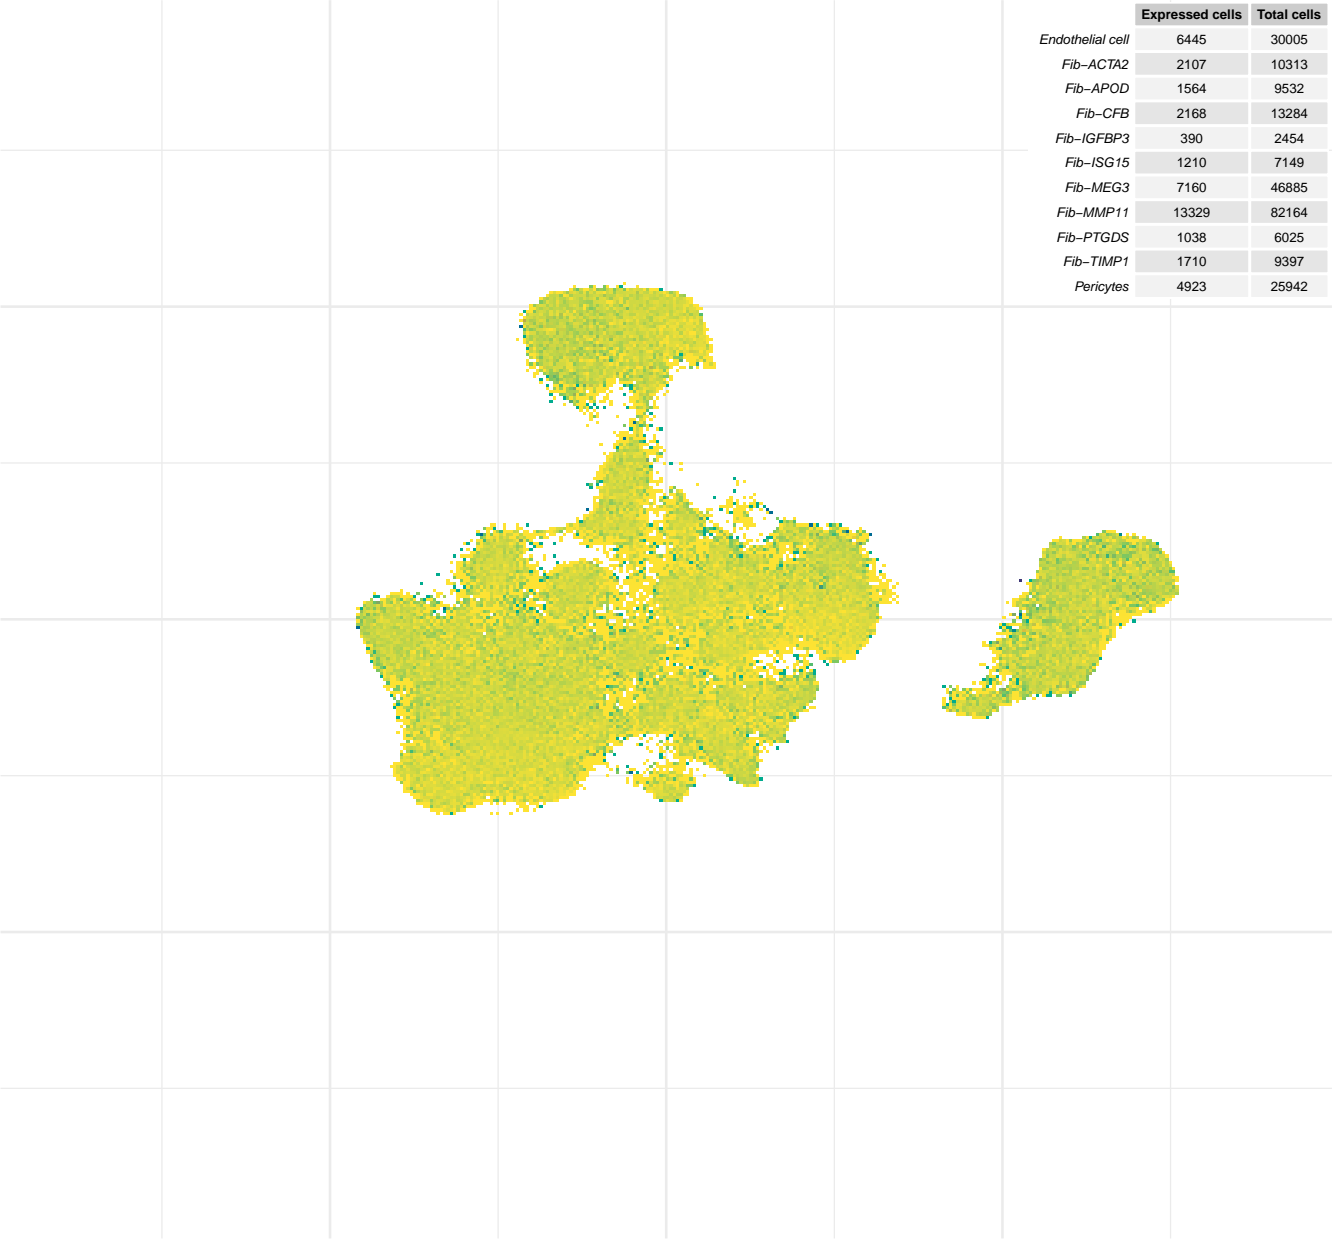 Expressed cells Total cells
Endothelial cell 6445 30005
Fib−ACTA2 2107 10313
Fib−APOD 1564 9532
Fib−CFB 2168 13284
Fib−IGFBP3 390 2454
Fib−ISG15 1210 7149
Fib−MEG3 7160 46885
Fib−MMP11 13329 82164
Fib−PTGDS 1038 6025
Fib−TIMP1 1710 9397
Pericytes 4923 25942